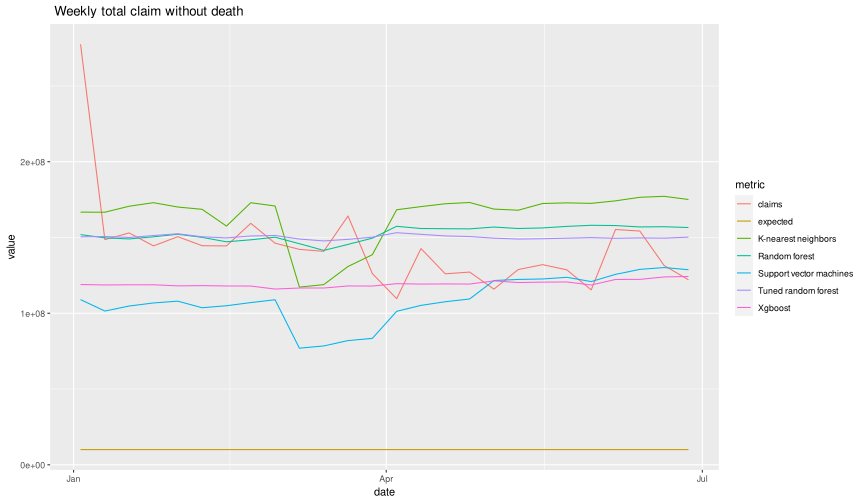 Weekly total claim without death
value
2e+08
1e+08
0e+00
Jan
Apr
Jul
date
metric
claims
expected
K-nearest neighbors
Random forest
Support vector machines
Tuned random forest
Xgboost